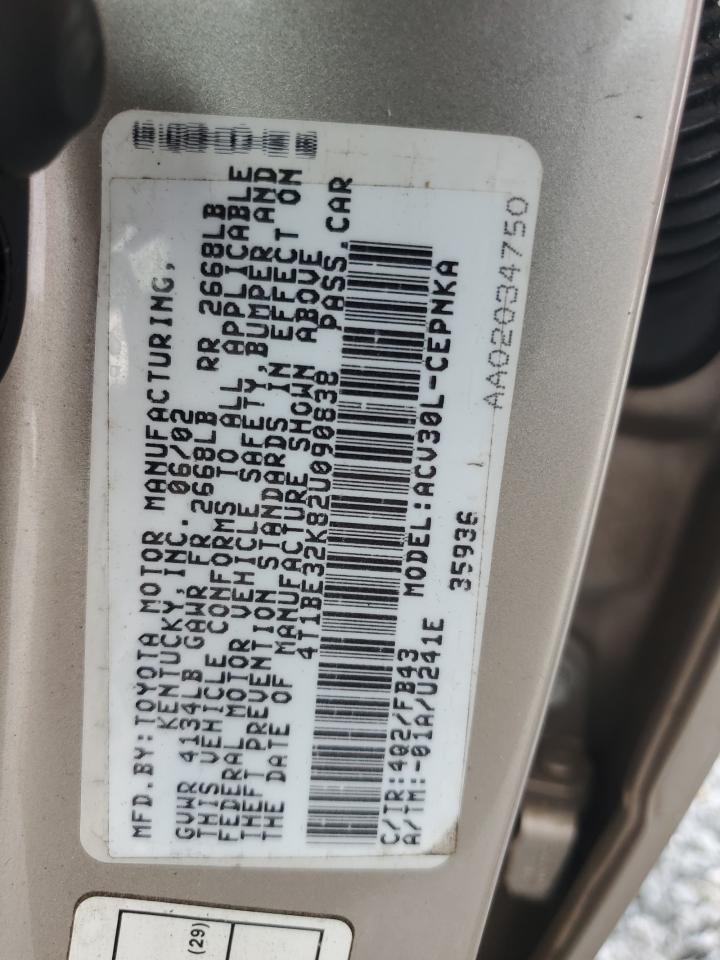 MFD.BY:TOYOTA MOTOR MANUFACTURING,
KENTUCKY,INC. 06/02
GVWR 4134LB GAWR FR 2668LB RR 2668LB
THIS VEHICLE CONFORMS TO ALL APPLICABLE
FEDERAL MOTOR VEHICLE SAFETY,BUMPER AND
THEFT PREVENTION STANDARDS IN EFFECT ON
THE DATE OF MANUFACTURE SHOWN ABOVE
4T1BE32K82U090838 PASS.CAR
C/TR:4Q2/FB43
A/TM:-01A/U241E MODEL:ACV30L-CEPNKA
35936
AA02034750
(29)